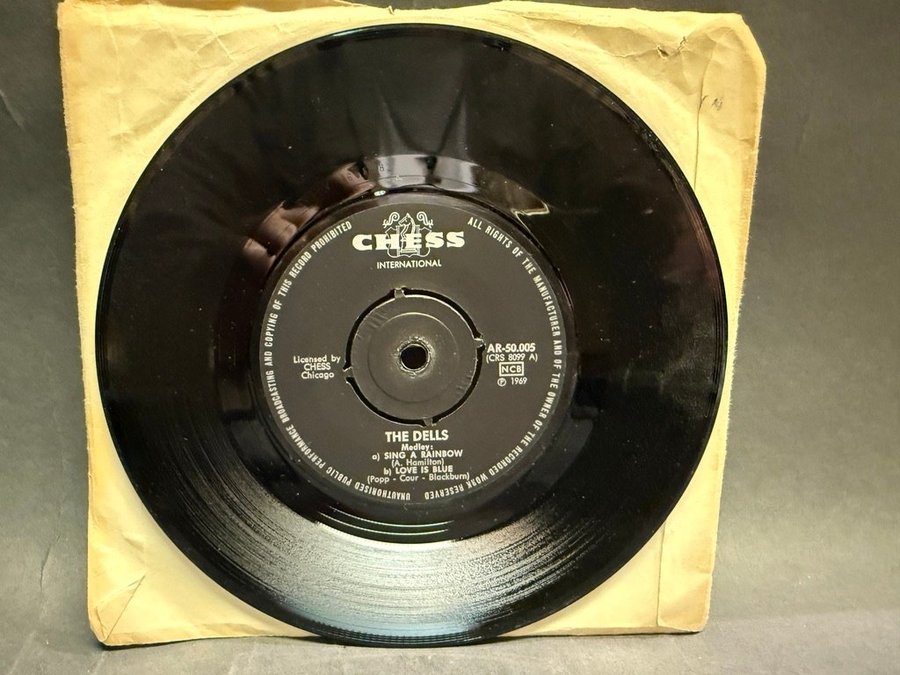 CHESS
INTERNATIONAL
UNAUTHORISED PUBLIC PERFORMANCE BROADCASTING AND COPYING OF THIS RECORD PROHIBITED
ALL RIGHTS OF THE MANUFACTURER AND OF THE OWNER OF THE RECORDED WORK RESERVED
Licensed by
CHESS
Chicago
AR-50.005
(CRS 8099 A)
NCB
℗ 1969
THE DELLS
Medley:
a) SING A RAINBOW
(A. Hamilton)
b) LOVE IS BLUE
(Popp - Cour - Blackburn)